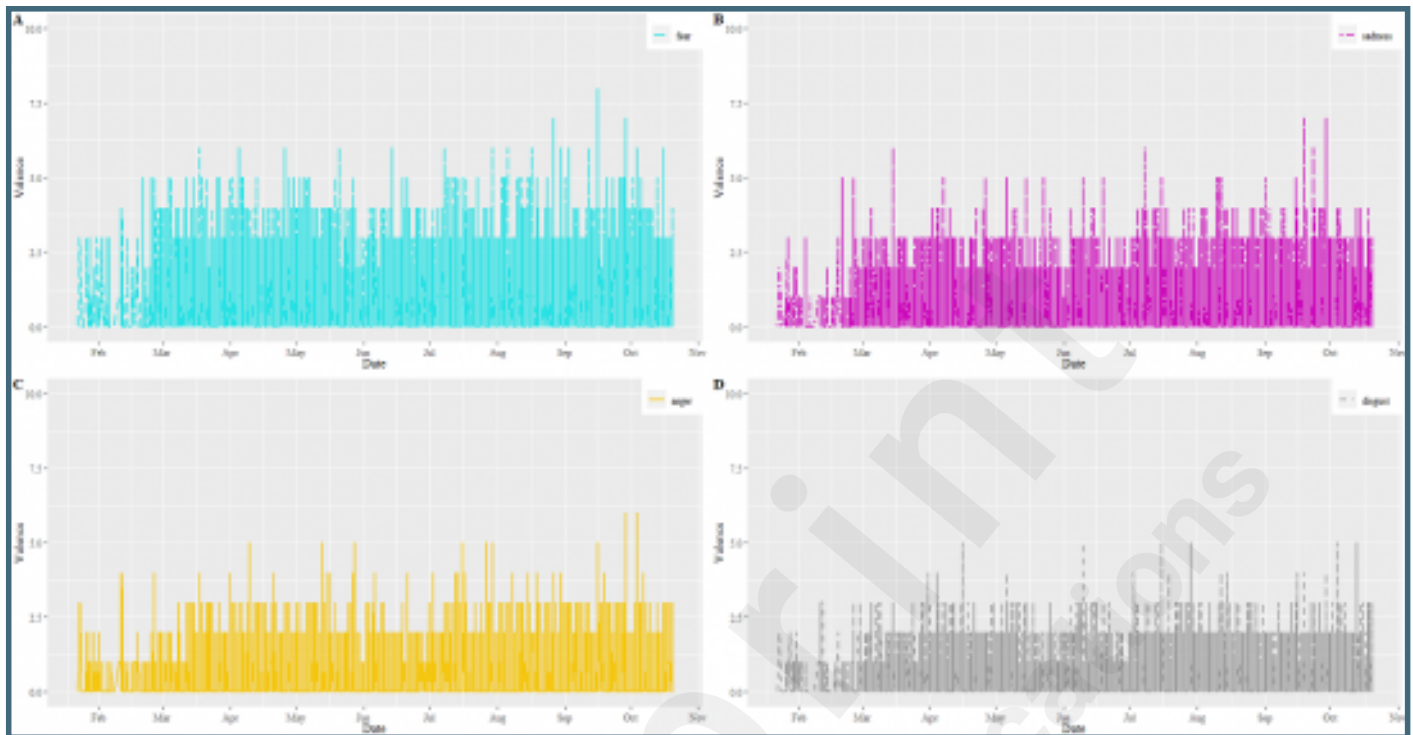 A
10.0
fear
7.5
Valence
5.0
2.5
0.0
Feb Mar Apr May Jun Jul Aug Sep Oct Nov
Date
B
10.0
sadness
7.5
Valence
5.0
2.5
0.0
Feb Mar Apr May Jun Jul Aug Sep Oct Nov
Date
C
10.0
anger
7.5
Valence
5.0
2.5
0.0
Feb Mar Apr May Jun Jul Aug Sep Oct Nov
Date
D
10.0
disgust
7.5
Valence
5.0
2.5
0.0
Feb Mar Apr May Jun Jul Aug Sep Oct Nov
Date
rint
cations